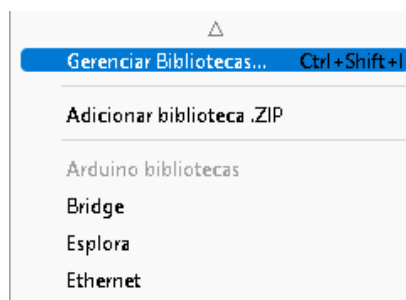 Gerenciar Bibliotecas... Ctrl+Shift+I
Adicionar biblioteca .ZIP
Arduino bibliotecas
Bridge
Esplora
Ethernet